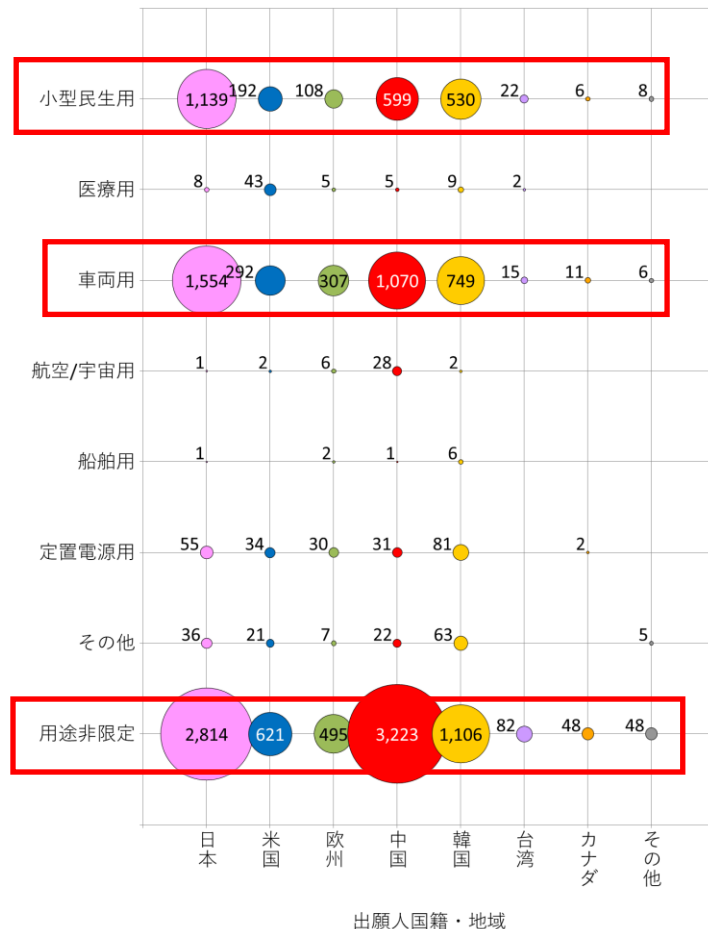 小型民生用 1,139 192 108 599 530 22 6 8
医療用 8 43 5 5 9 2
車両用 1,554 292 307 1,070 749 15 11 6
航空/宇宙用 1 2 6 28 2
船舶用 1 2 1 6
定置電源用 55 34 30 31 81 2
その他 36 21 7 22 63 5
用途非限定 2,814 621 495 3,223 1,106 82 48 48
日本 米国 欧州 中国 韓国 台湾 カナダ その他
出願人国籍・地域